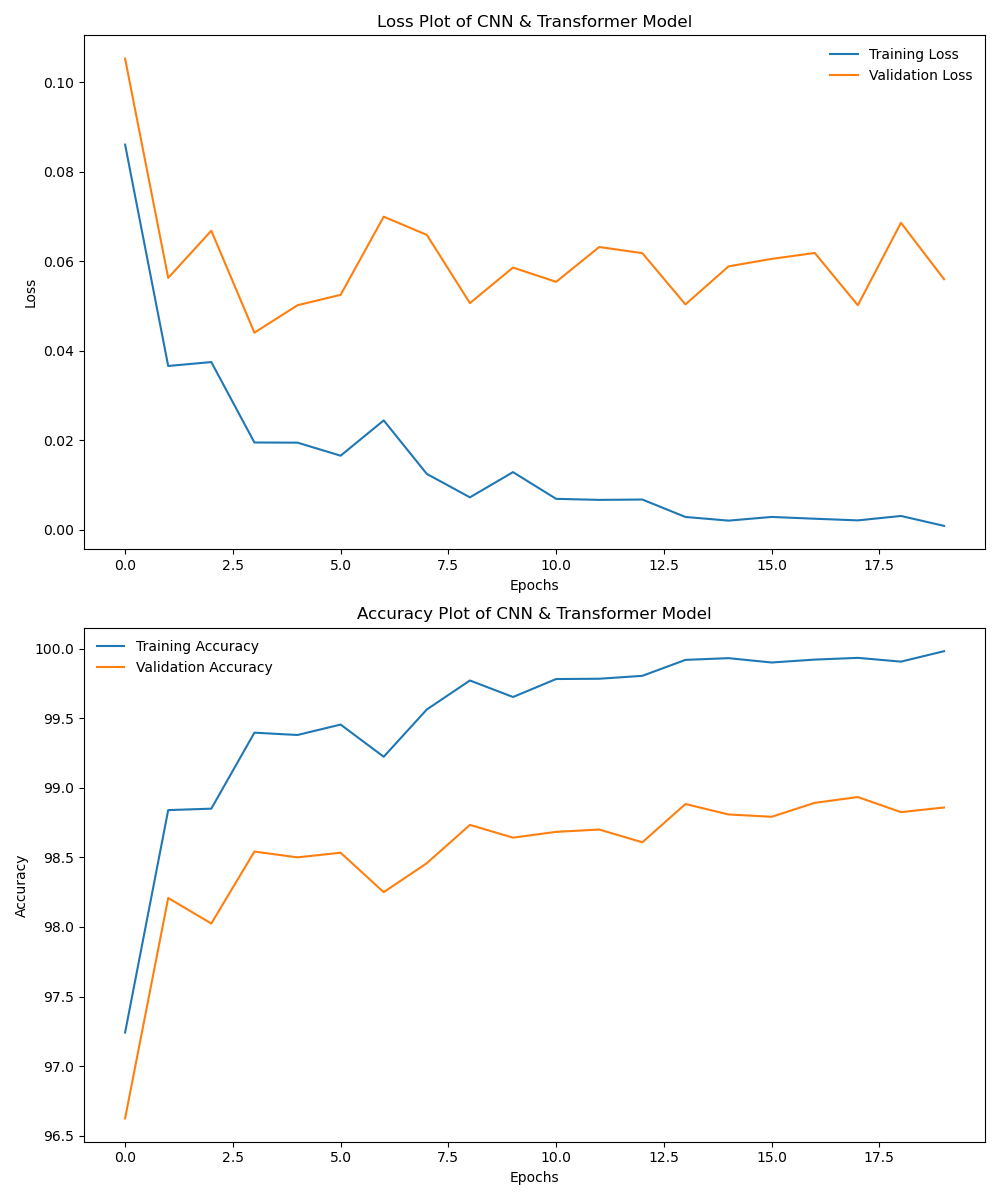 Loss Plot of CNN & Transformer Model
Training Loss
Validation Loss
0.10
0.08
0.06
0.04
0.02
0.00
Loss
0.0 2.5 5.0 7.5 10.0 12.5 15.0 17.5
Epochs
Accuracy Plot of CNN & Transformer Model
Training Accuracy
Validation Accuracy
100.0
99.5
99.0
98.5
98.0
97.5
97.0
96.5
Accuracy
0.0 2.5 5.0 7.5 10.0 12.5 15.0 17.5
Epochs